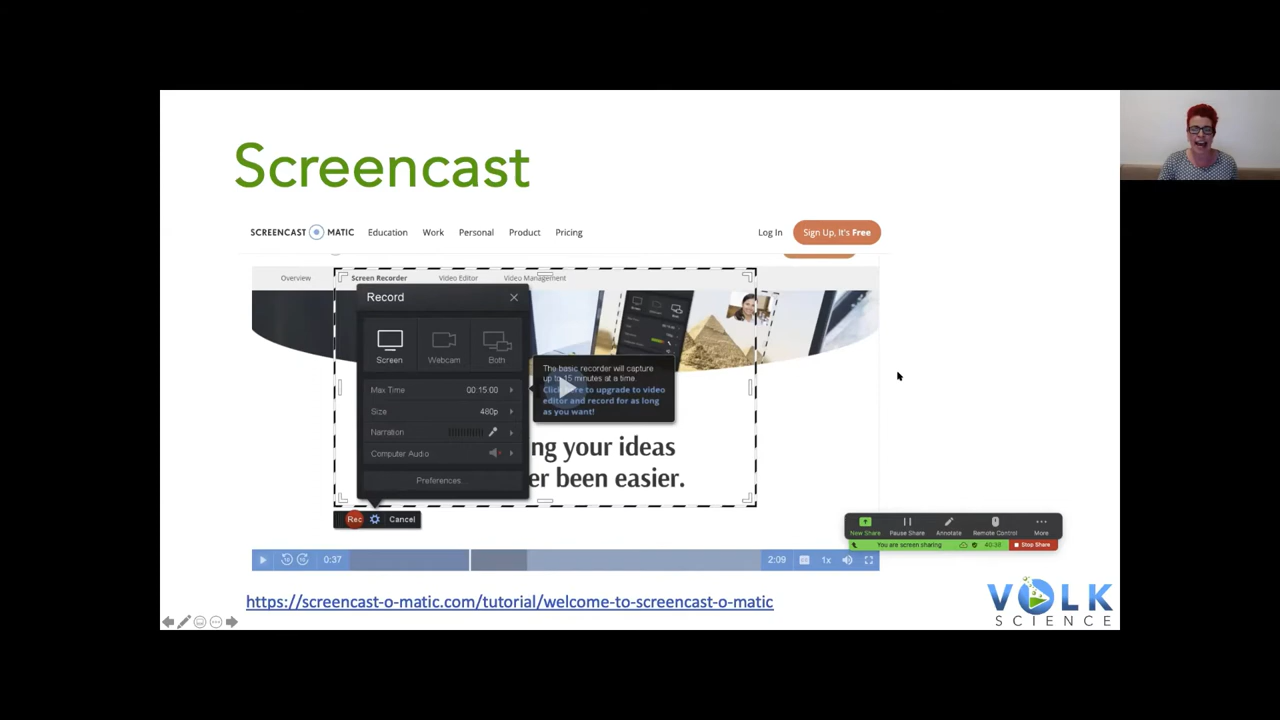 Screencast
SCREENCAST MATIC Education Work Personal Product Pricing Log In Sign Up, It's Free
Overview Screen Recorder Video Editor Video Management
Record
Screen Webcam Both
Max Time 00:15:00
Size 480p
Narration
Computer Audio
Preferences...
The basic recorder will capture
up to 15 minutes at a time.
Click here to upgrade to video
editor and record for as long
as you want!
ng your ideas
er been easier.
Rec Cancel
New Share Pause Share Annotate Remote Control More
You are screen sharing 40:38 Stop Share
0:37 2:09 1x
https://screencast-o-matic.com/tutorial/welcome-to-screencast-o-matic
VOLK
SCIENCE